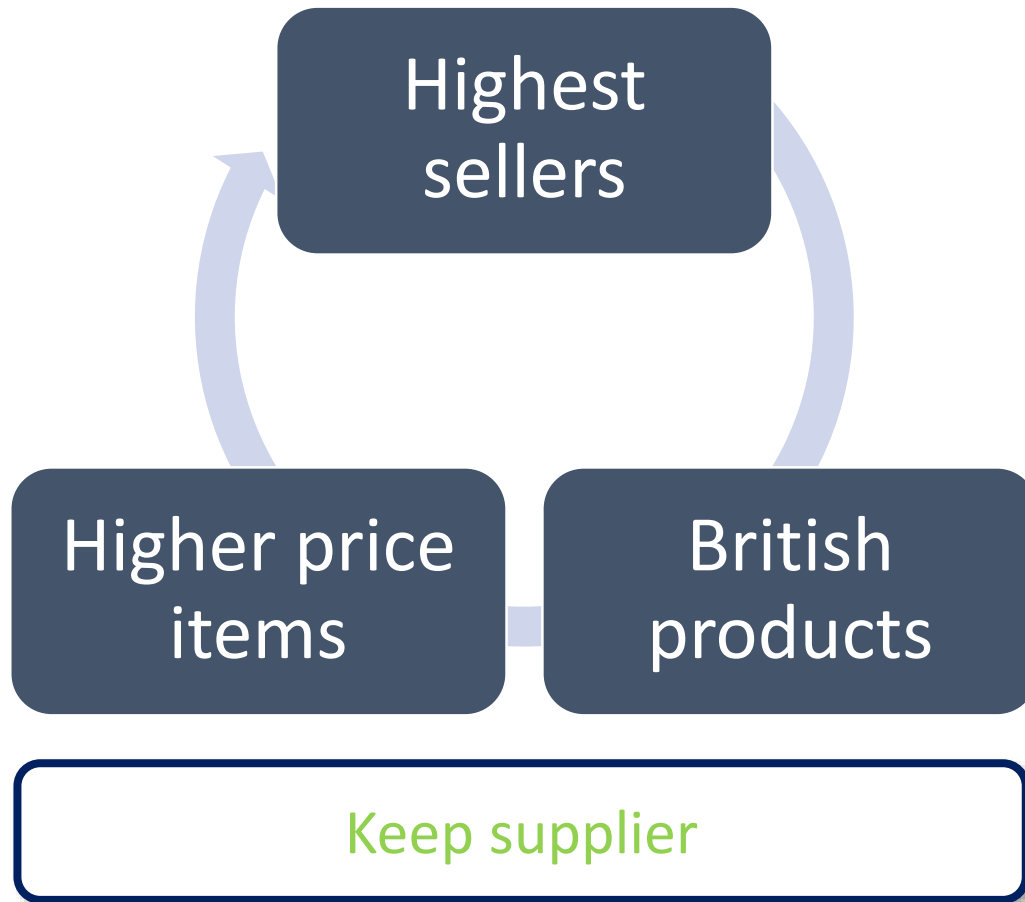 Highest
sellers
Higher price
items
British
products
Keep supplier